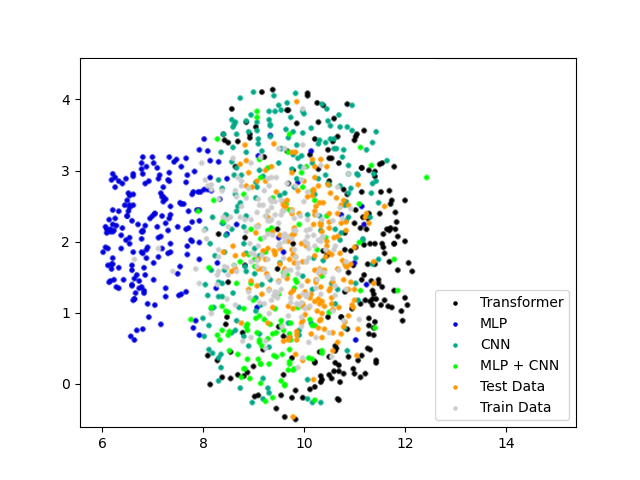 4
3
2
1
0
6
8
10
12
14
Transformer
MLP
CNN
MLP + CNN
Test Data
Train Data